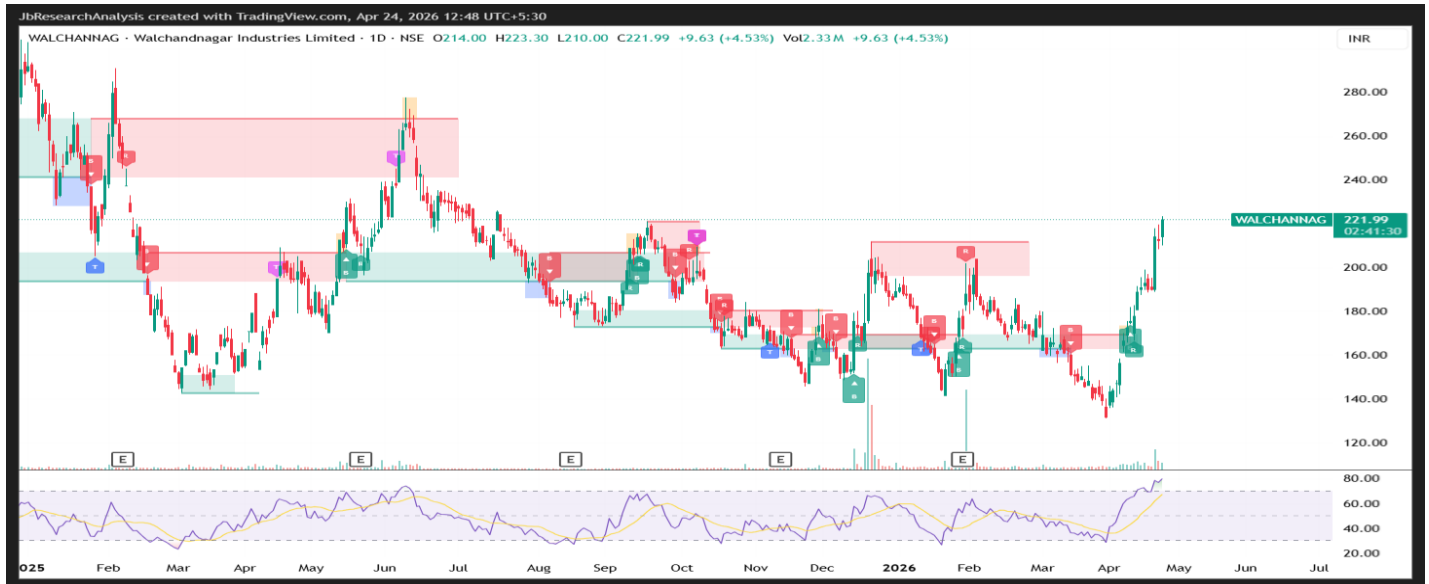 JbResearchAnalysis created with TradingView.com, Apr 24, 2026 12:48 UTC+5:30
WALCHANNAG · Walchandnagar Industries Limited · 1D · NSE O214.00 H223.30 L210.00 C221.99 +9.63 (+4.53%) Vol2.33M +9.63 (+4.53%)
INR
280.00
260.00
240.00
WALCHANNAG 221.99
02:41:30
200.00
180.00
160.00
140.00
120.00
E E E E E
80.00
60.00
40.00
20.00
2025 Feb Mar Apr May Jun Jul Aug Sep Oct Nov Dec 2026 Feb Mar Apr May Jun Jul